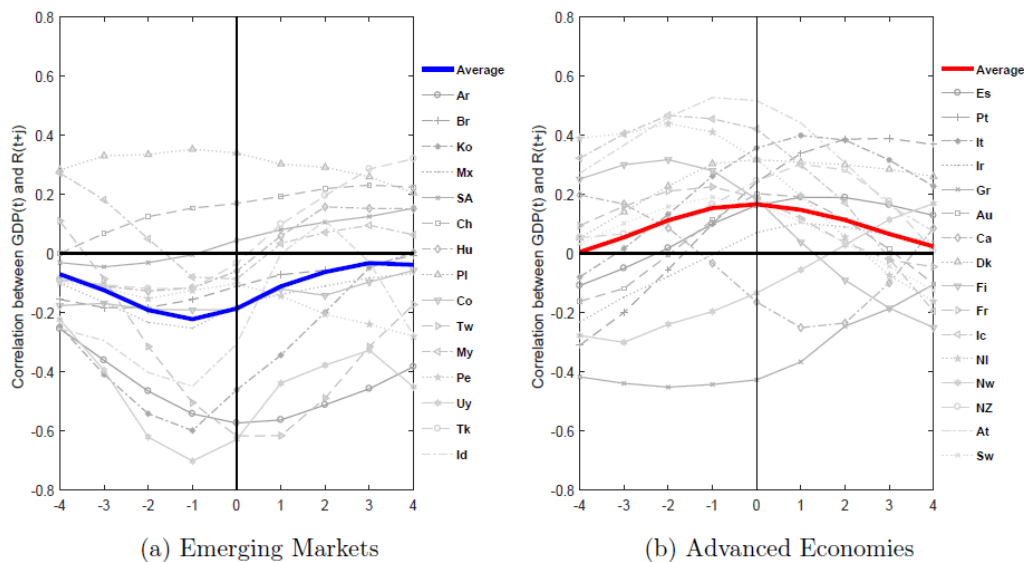 Correlation between GDP(t) and R(t+j)
0.8
0.6
0.4
0.2
0
-0.2
-0.4
-0.6
-0.8
-4 -3 -2 -1 0 1 2 3 4
Average
Ar
Br
Ko
Mx
SA
Ch
Hu
Pl
Co
Tw
My
Pe
Uy
Tk
Id
(a) Emerging Markets
Correlation between GDP(t) and R(t+j)
0.8
0.6
0.4
0.2
0
-0.2
-0.4
-0.6
-0.8
-4 -3 -2 -1 0 1 2 3 4
Average
Es
Pt
It
Ir
Gr
Au
Ca
Dk
Fi
Fr
Ic
Nl
Nw
NZ
At
Sw
(b) Advanced Economies